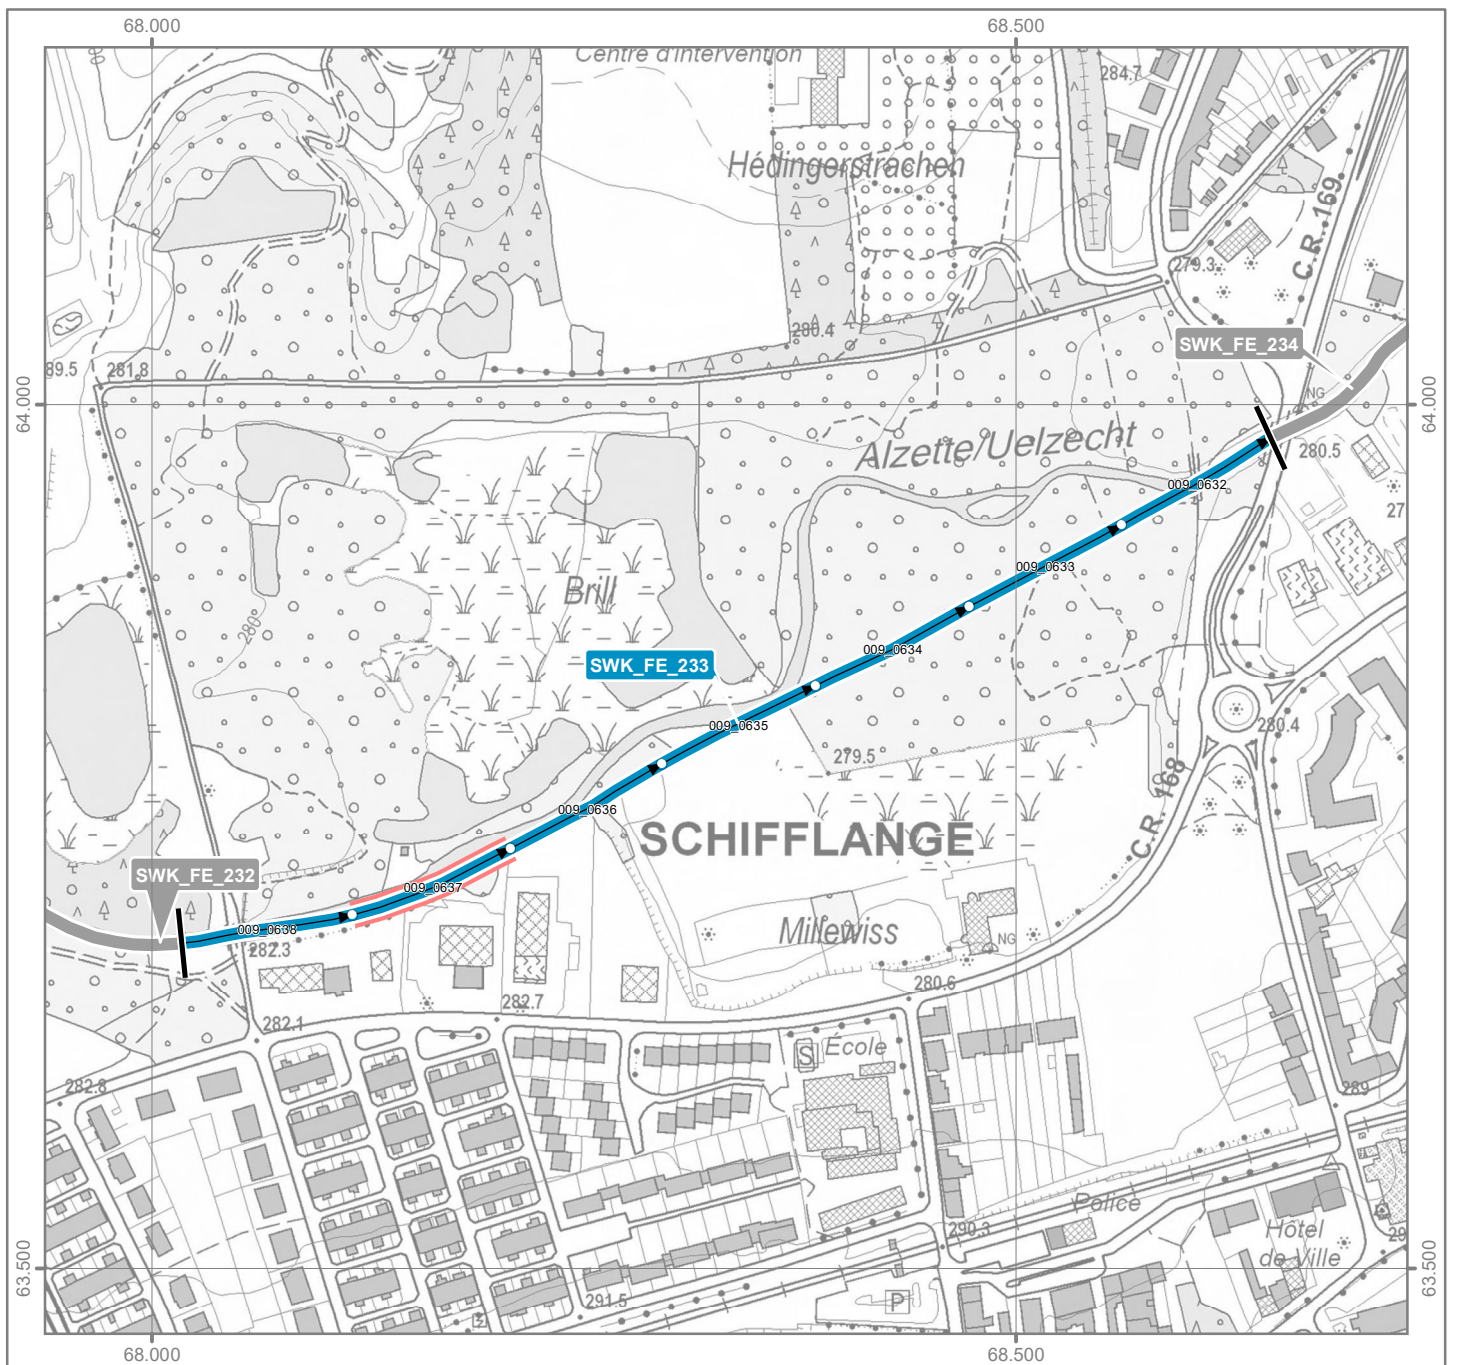 68.000
68.500
Centre d'Intervention
284.7
Hédingerstrachen
C.R. 169
279.3
280.4
SWK_FE_234
89.5
281.8
NG
64.000
64.000
Alzette/Uelzecht
280.5
009_0632
27
009_0633
Brill
280
009_0634
SWK_FE_233
009_0635
280.4
279.5
C.R. 168
009_0636
SCHIFFLANGE
SWK_FE_232
009_0637
009_0638
Millewiss
NG
282.3
280.6
282.7
282.1
École
S
282.8
289
Police
Hôtel
de Ville
290.3
29
63.500
63.500
291.5
P
68.000
68.500